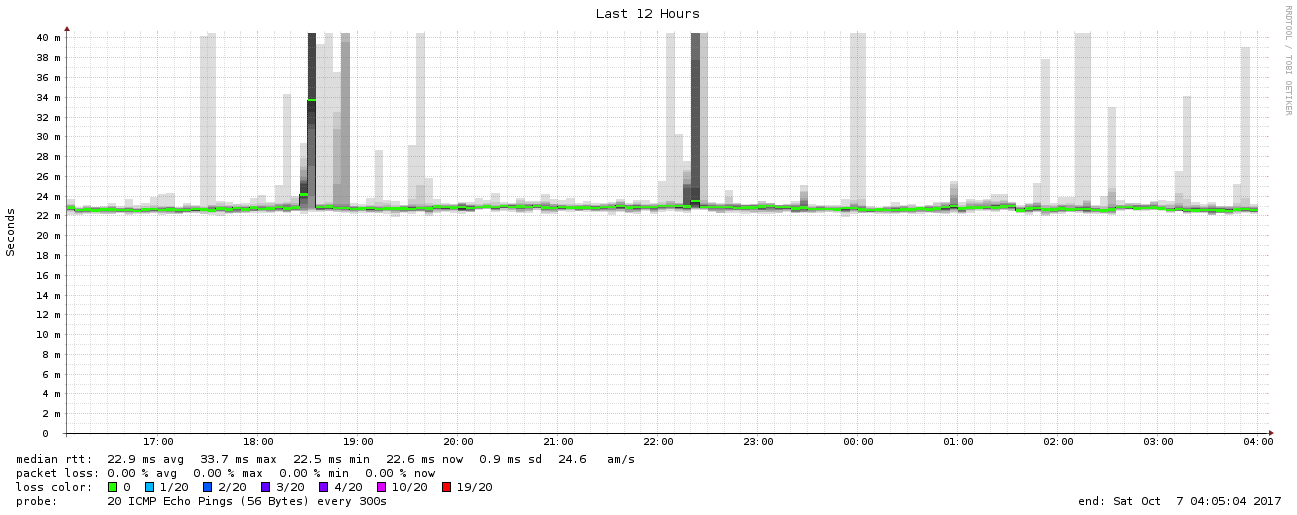 Last 12 Hours
RRDTOOL / TOBI OETIKER
Seconds
40 m
38 m
36 m
34 m
32 m
30 m
28 m
26 m
24 m
22 m
20 m
18 m
16 m
14 m
12 m
10 m
8 m
6 m
4 m
2 m
0
17:00 18:00 19:00 20:00 21:00 22:00 23:00 00:00 01:00 02:00 03:00 04:00
median rtt: 22.9 ms avg 33.7 ms max 22.5 ms min 22.6 ms now 0.9 ms sd 24.6 am/s
packet loss: 0.00 % avg 0.00 % max 0.00 % min 0.00 % now
loss color: 0 1/20 2/20 3/20 4/20 10/20 19/20
probe: 20 ICMP Echo Pings (56 Bytes) every 300s end: Sat Oct 7 04:05:04 2017